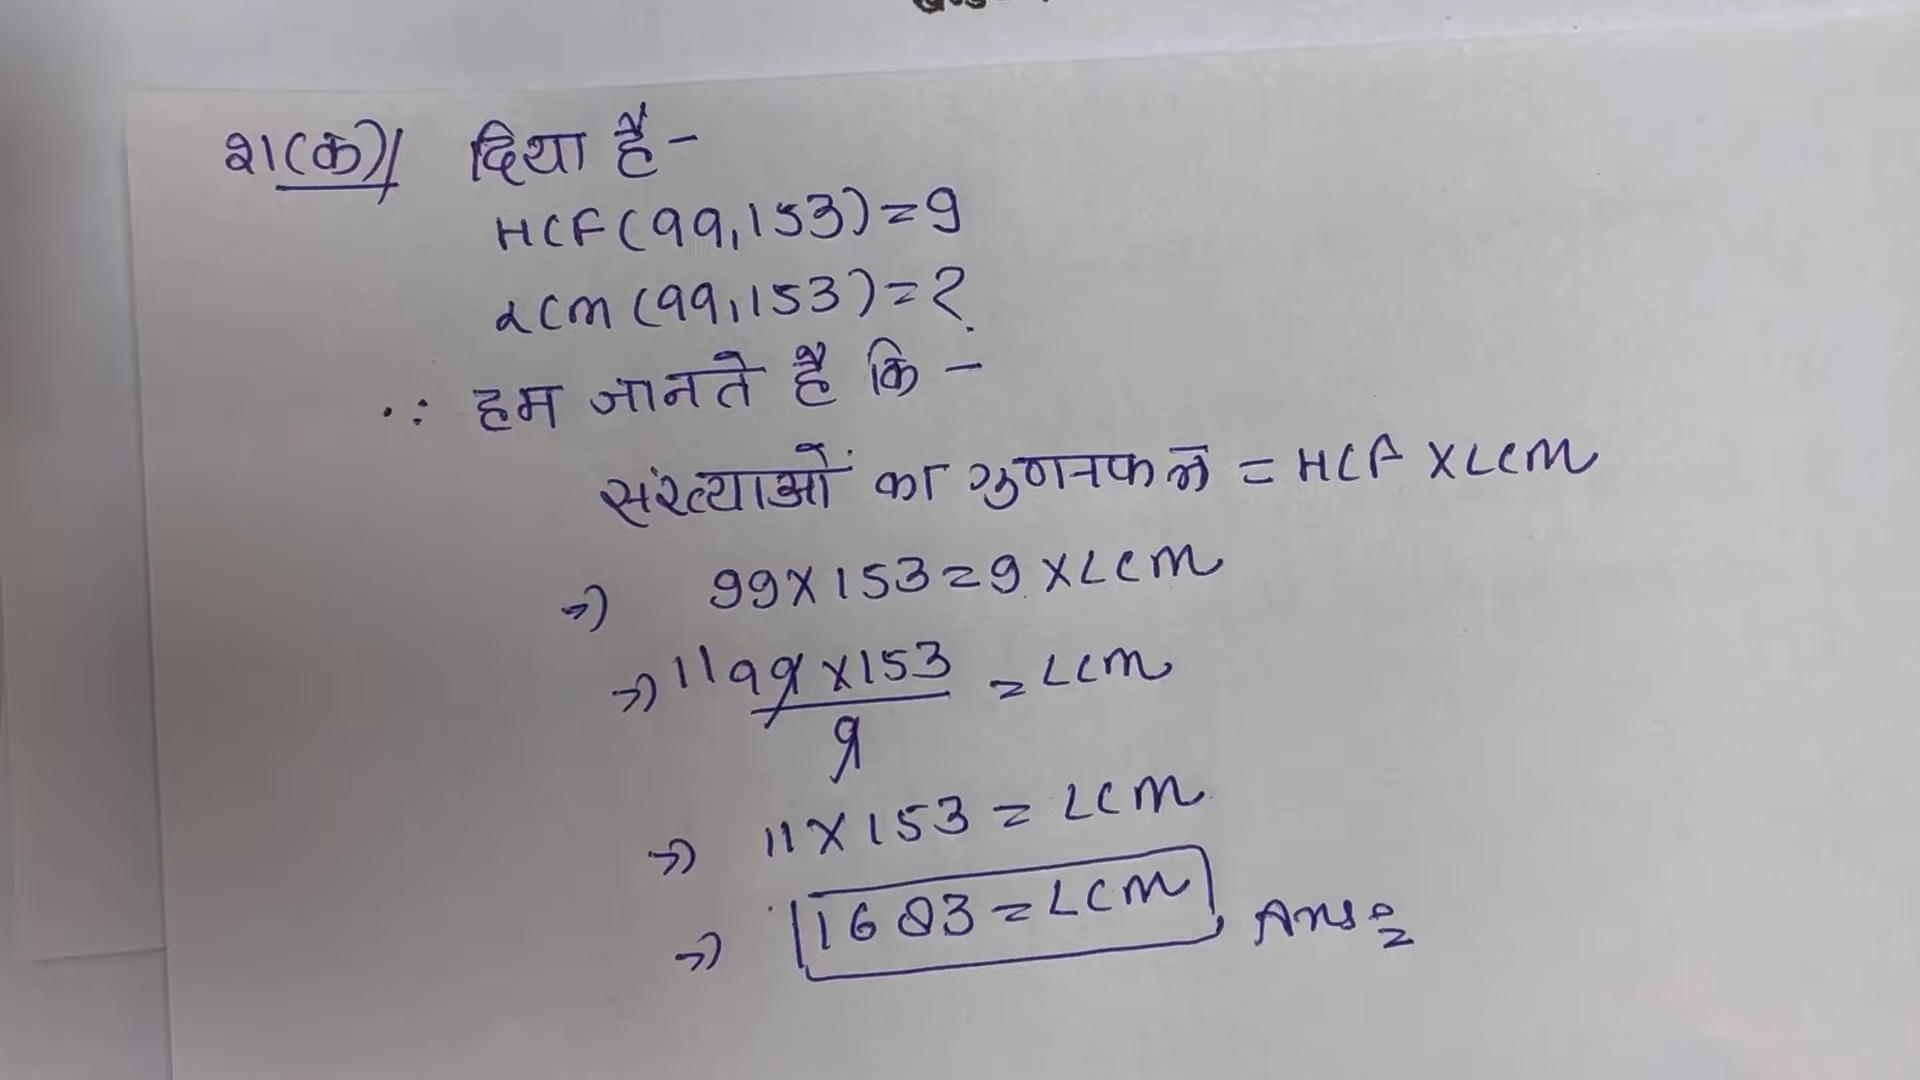 २।(क)/ दिया है -
HCF(99,153)=9
LCM(99,153)=?
∵ हम जानते है कि -
संख्याओं का गुणनफल = HCF×LCM
⇒ 99×153=9×LCM
⇒ 11 99×153 = LCM
9
⇒ 11×153 = LCM
⇒ 1683=LCM Ans